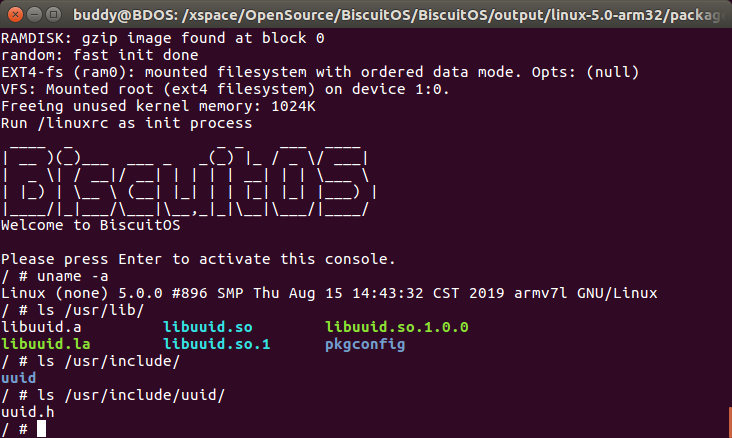 buddy@BDOS: /xspace/OpenSource/BiscuitOS/BiscuitOS/output/linux-5.0-arm32/package
RAMDISK: gzip image found at block 0
random: fast init done
EXT4-fs (ram0): mounted filesystem with ordered data mode. Opts: (null)
VFS: Mounted root (ext4 filesystem) on device 1:0.
Freeing unused kernel memory: 1024K
Run /linuxrc as init process
BiscuitOS
Welcome to BiscuitOS
Please press Enter to activate this console.
/ # uname -a
Linux (none) 5.0.0 #896 SMP Thu Aug 15 14:43:32 CST 2019 armv7l GNU/Linux
/ # ls /usr/lib/
libuuid.a libuuid.so libuuid.so.1.0.0
libuuid.la libuuid.so.1 pkgconfig
/ # ls /usr/include/
uuid
/ # ls /usr/include/uuid/
uuid.h
/ #